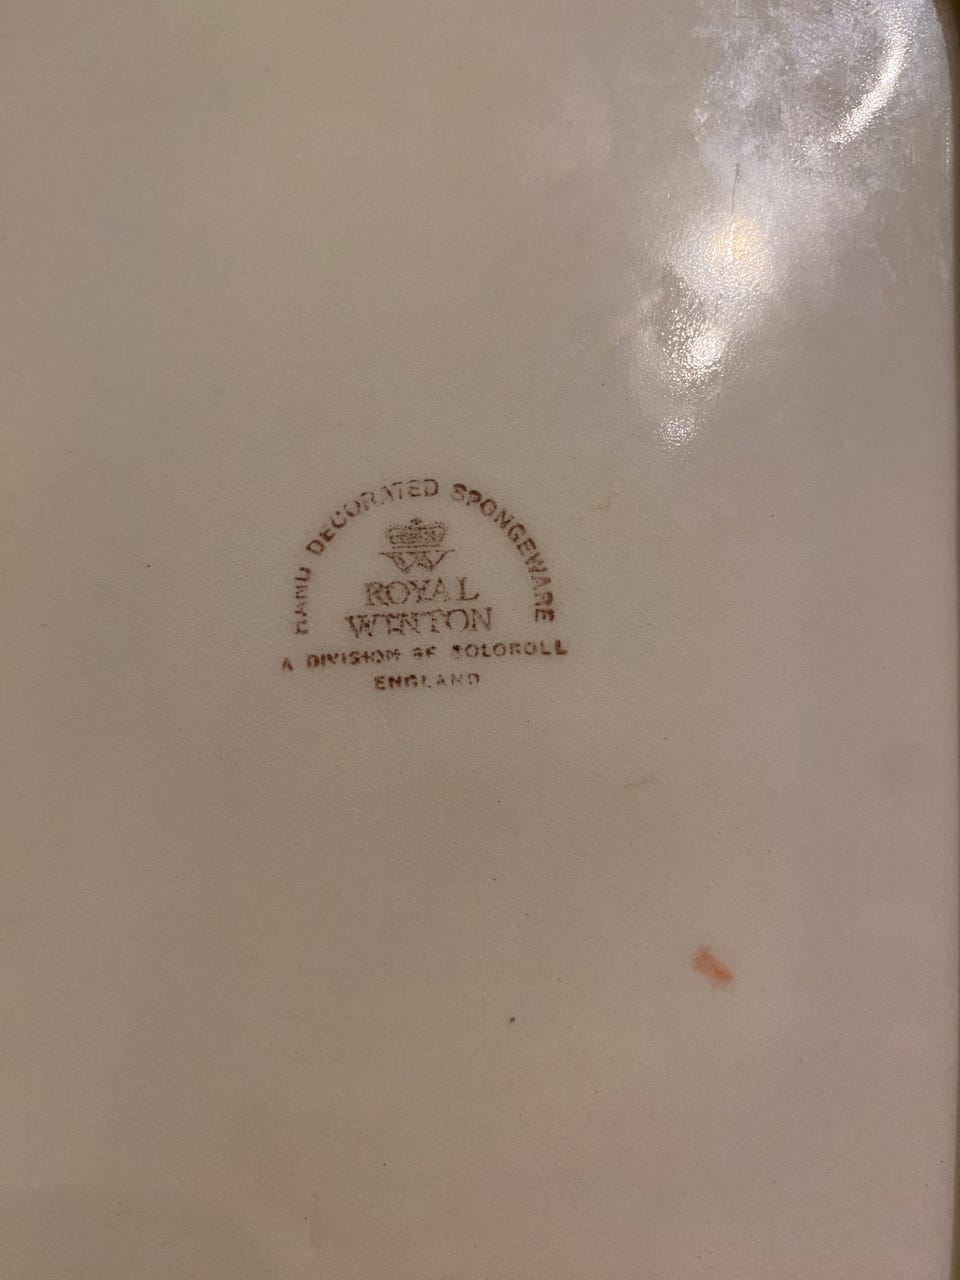 HAND DECORATED SPONGEWARE
W
ROYAL
WINTON
A DIVISION OF COLOROLL
ENGLAND